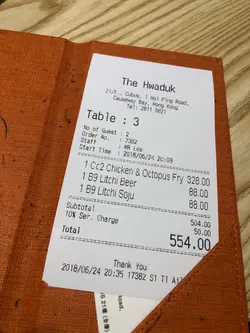 The Hwaduk
21/F., Cubus, 1 Hoi Ping Road,
Causeway Bay, Hong Kong
Tel: 2811 8821
Table : 3
No of Guest : 2
Order No. : 7382
Staff : MR Lee
Start Time : 2018/06/24 20:09
1 Cc2 Chicken & Octopus Fry 328.00
1 B9 Litchi Beer 88.00
1 B9 Litchi Soju 88.00
Subtotal 504.00
10% Ser. Charge 50.00
Total 554.00
Thank You
2018/06/24 20:35 17382 S1 T1